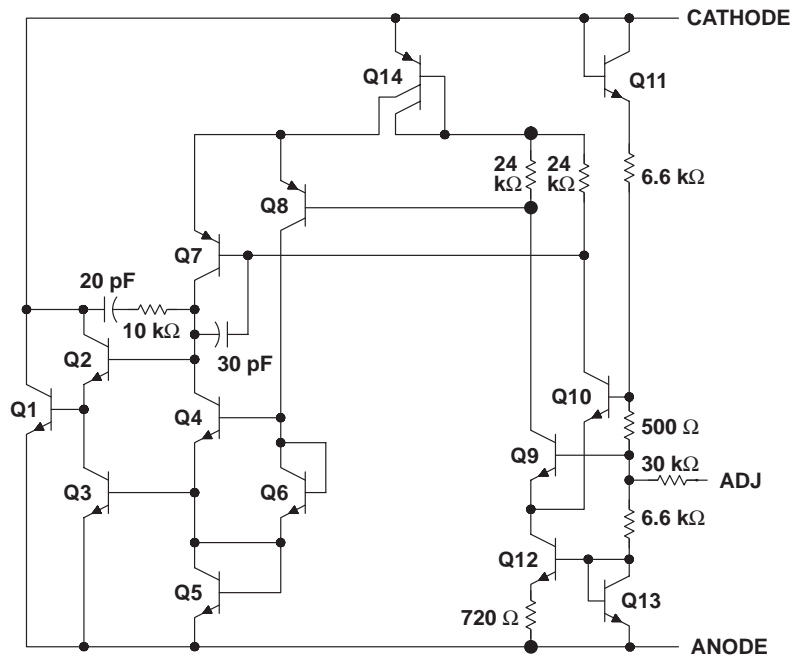 CATHODE
Q14
Q11
24
kΩ
24
kΩ
6.6 kΩ
Q8
Q7
20 pF
10 kΩ
30 pF
Q2
Q1
Q4
Q10
500 Ω
Q9
30 kΩ
ADJ
Q3
Q6
6.6 kΩ
Q12
Q5
Q13
720 Ω
ANODE